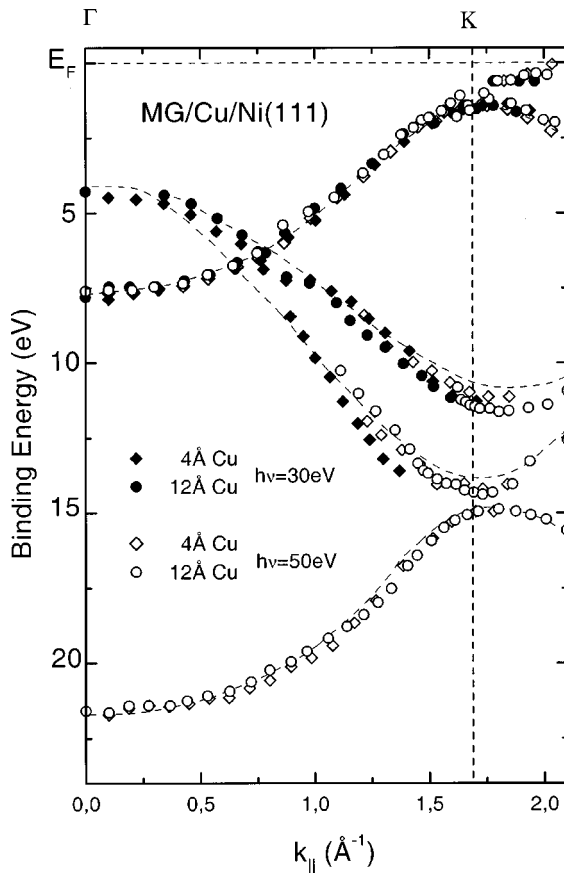 Γ K
E_F
MG/Cu/Ni(111)
5
10
15
20
Binding Energy (eV)
4Å Cu
hν=30eV
12Å Cu
4Å Cu
hν=50eV
12Å Cu
0,0 0,5 1,0 1,5 2,0
k_|| (Å⁻¹)